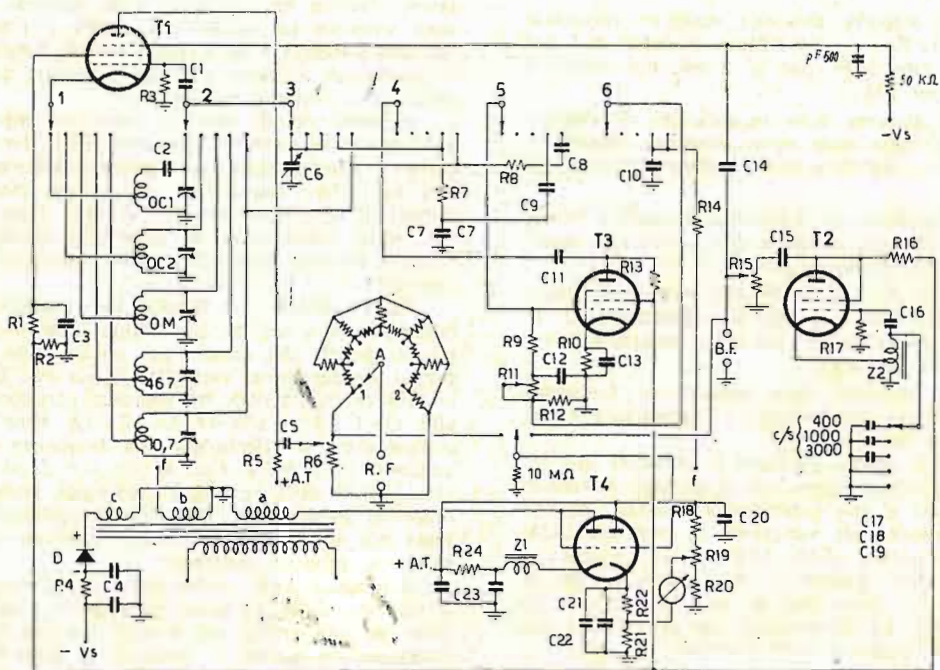 T1
C1
R3
1
2
3
4
5
6
pF500
50 KΩ
-Vs
C2
OC1
OC2
OM
467
10,7
f
C6
R7
C7
C7
R8
C8
C9
C10
R14
C14
C11
T3
R13
R15
C15
T2
R16
C16
R17
Z2
B.F.
R1
R2
C3
A
1
2
R9
R10
C12
C13
R11
R12
C5
R5
+A.T
R6
R.F
10 MΩ
T4
f
c/s
400
1000
3000
C17
C18
C19
c
b
a
+
D
R4
C4
- Vs
+ A.T.
R24
Z1
C23
C21
C22
R22
R21
R18
R19
R20
C20